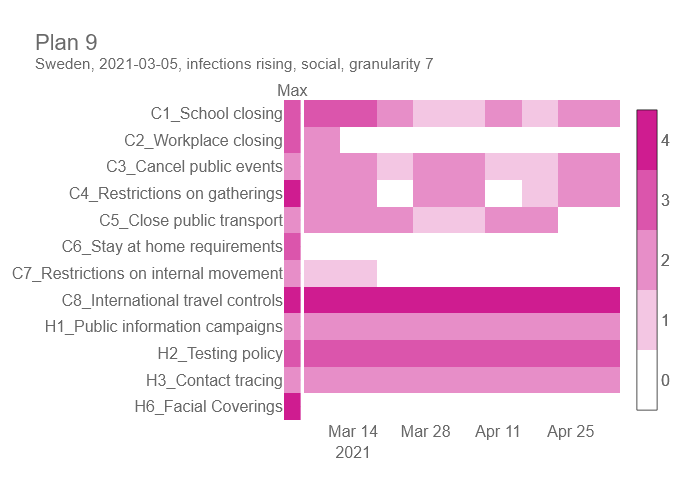 Plan 9
Sweden, 2021-03-05, infections rising, social, granularity 7
Max
C1_School closing
C2_Workplace closing
C3_Cancel public events
C4_Restrictions on gatherings
C5_Close public transport
C6_Stay at home requirements
C7_Restrictions on internal movement
C8_International travel controls
H1_Public information campaigns
H2_Testing policy
H3_Contact tracing
H6_Facial Coverings
4
3
2
1
0
Mar 14 Mar 28 Apr 11 Apr 25
2021